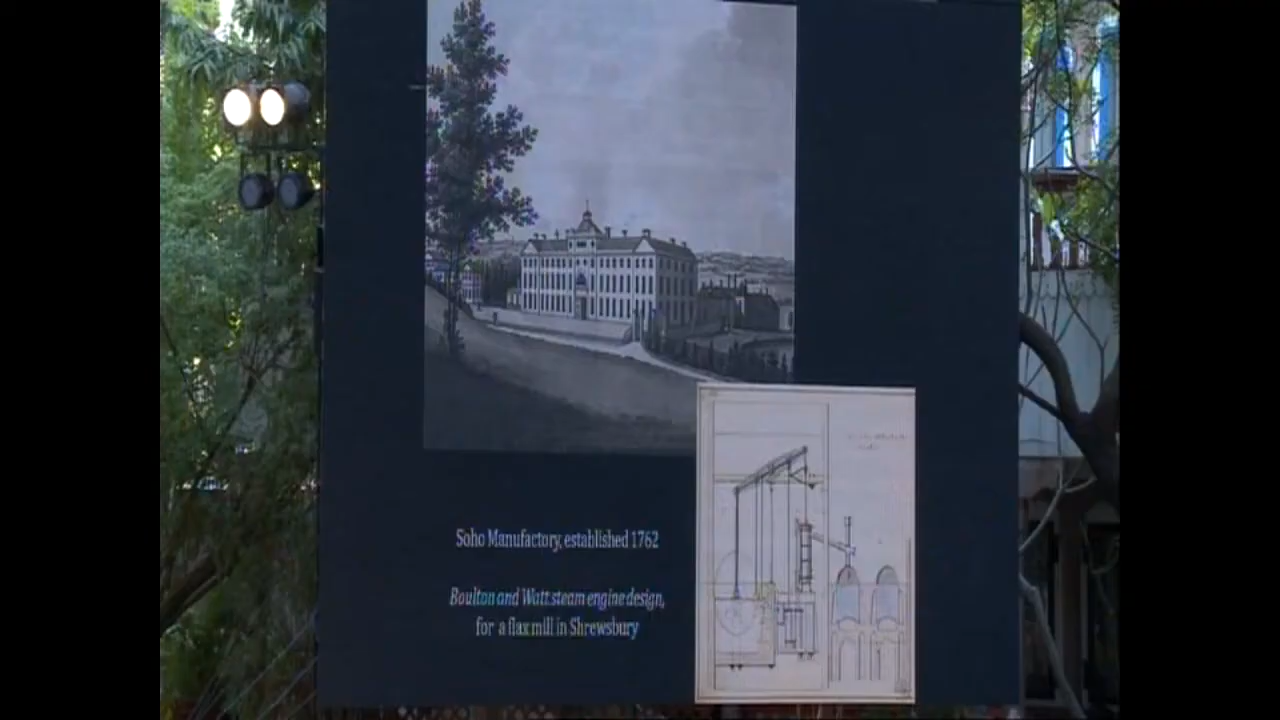 Soho Manufactory, established 1762
Boulton and Watt steam engine design,
for a flax mill in Shrewsbury